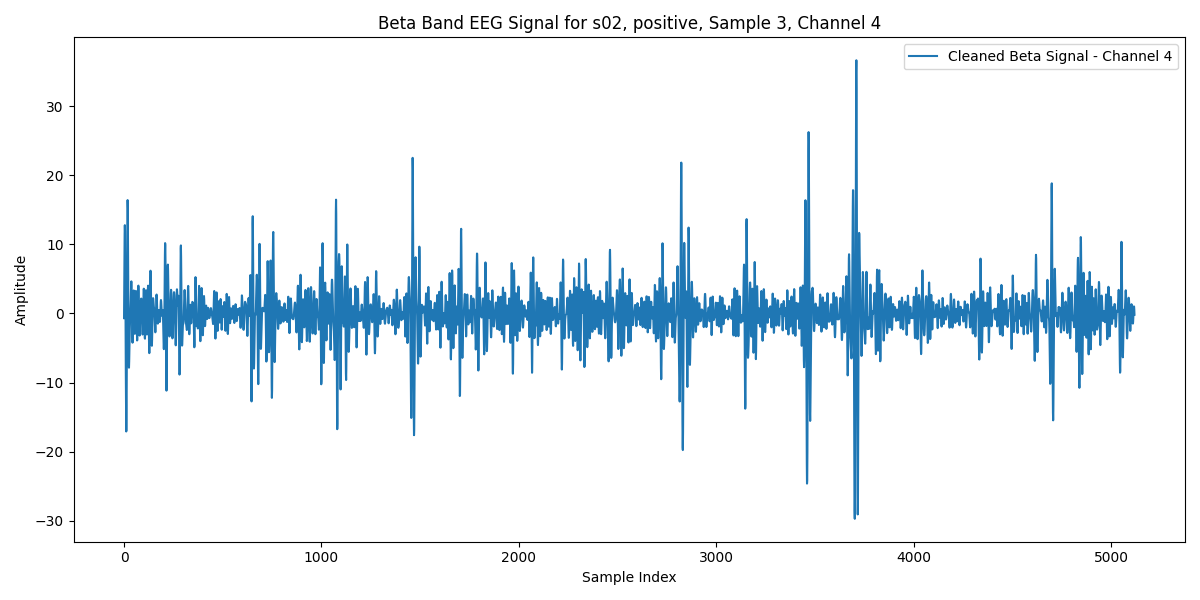 Beta Band EEG Signal for s02, positive, Sample 3, Channel 4
Cleaned Beta Signal - Channel 4
Amplitude
30
20
10
0
−10
−20
−30
0 1000 2000 3000 4000 5000
Sample Index